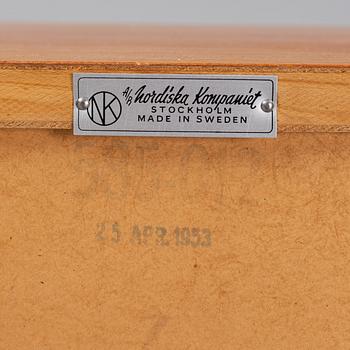 NK
A/B Nordiska Kompaniet
STOCKHOLM
MADE IN SWEDEN
25 APR. 1953